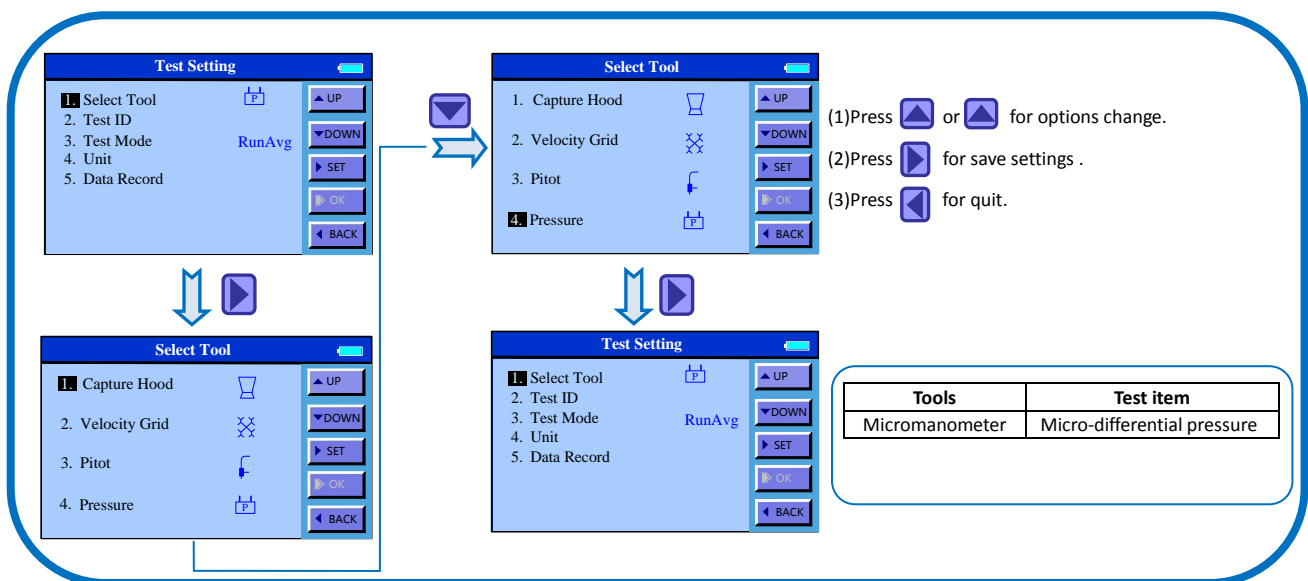 Test Setting
1. Select Tool P
2. Test ID
3. Test Mode RunAvg
4. Unit
5. Data Record
UP
DOWN
SET
OK
BACK
Select Tool
1. Capture Hood
2. Velocity Grid
3. Pitot
4. Pressure P
UP
DOWN
SET
OK
BACK
Select Tool
1. Capture Hood
2. Velocity Grid
3. Pitot
4. Pressure P
UP
DOWN
SET
OK
BACK
(1)Press or for options change.
(2)Press for save settings .
(3)Press for quit.
Test Setting
1. Select Tool P
2. Test ID
3. Test Mode RunAvg
4. Unit
5. Data Record
UP
DOWN
SET
OK
BACK
Tools Test item
Micromanometer Micro-differential pressure